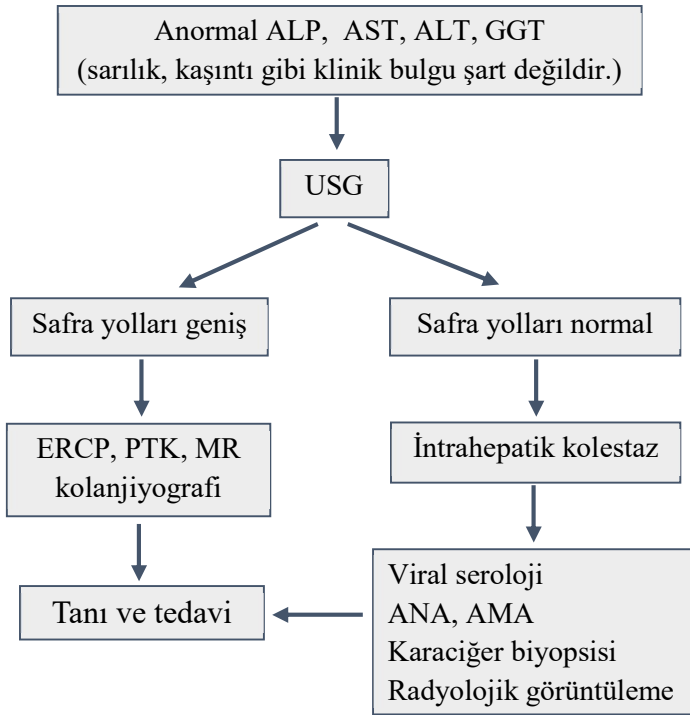 Anormal ALP, AST, ALT, GGT
(sarılık, kaşıntı gibi klinik bulgu şart değildir.)
USG
Safra yolları geniş
Safra yolları normal
ERCP, PTK, MR
kolanjiyografi
İntrahepatik kolestaz
Viral seroloji
ANA, AMA
Karaciğer biyopsisi
Radyolojik görüntüleme
Tanı ve tedavi